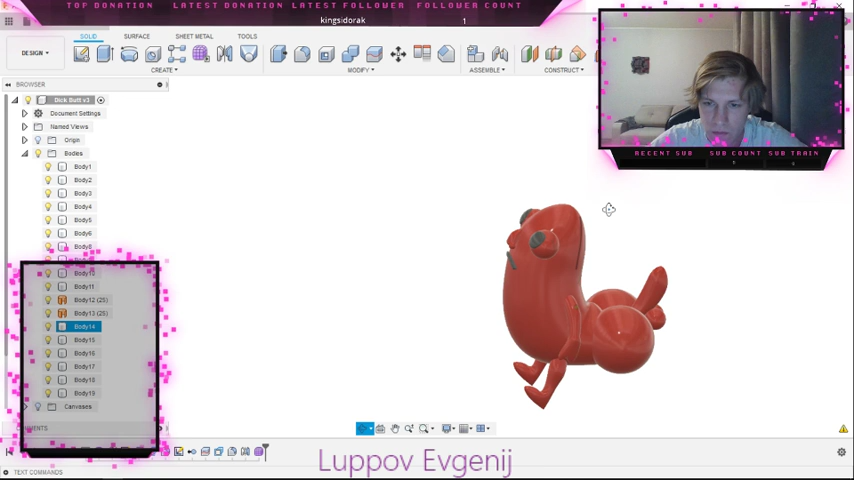 TOP DONATION LATEST DONATION LATEST FOLLOWER FOLLOWER COUNT
kingsidorak
1
SOLID SURFACE SHEET METAL TOOLS
DESIGN
CREATE MODIFY ASSEMBLE CONSTRUCT
BROWSER
Dick Butt v3
Document Settings
Named Views
Origin
Bodies
Body1
Body2
Body3
Body4
Body5
Body6
Body8
Body10
Body11
Body12 (25)
Body13 (25)
Body14
Body15
Body16
Body17
Body18
Body19
Canvases
COMMENTS
TEXT COMMANDS
RECENT SUB SUB COUNT SUB TRAIN
Luppov Evgenij